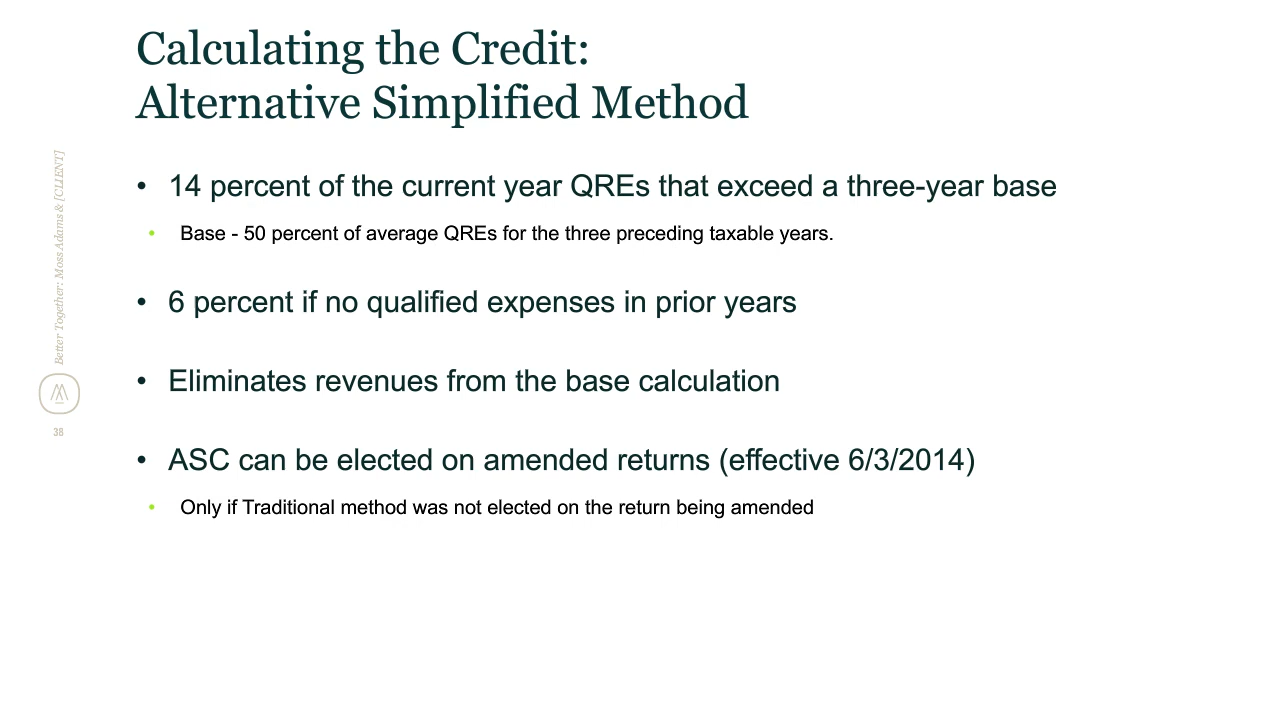 Calculating the Credit:
Alternative Simplified Method
• 14 percent of the current year QREs that exceed a three-year base
• Base - 50 percent of average QREs for the three preceding taxable years.
• 6 percent if no qualified expenses in prior years
• Eliminates revenues from the base calculation
• ASC can be elected on amended returns (effective 6/3/2014)
• Only if Traditional method was not elected on the return being amended
Better Together: Moss Adams & [CLIENT]
38